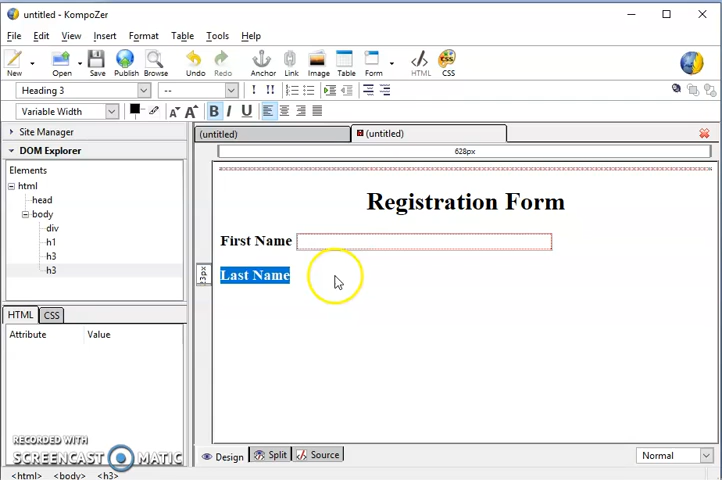 untitled - KompoZer
File Edit View Insert Format Table Tools Help
New Open Save Publish Browse Undo Redo Anchor Link Image Table Form HTML CSS
Heading 3 -- ! !!
Variable Width A A B I U
Site Manager (untitled) (untitled)
DOM Explorer 628px
Elements
html
head
body
div
h1
h3
h3
Registration Form
First Name
Last Name
HTML CSS
Attribute Value
RECORDED WITH
SCREENCAST MATIC
Design Split Source Normal
<html> <body> <h3>